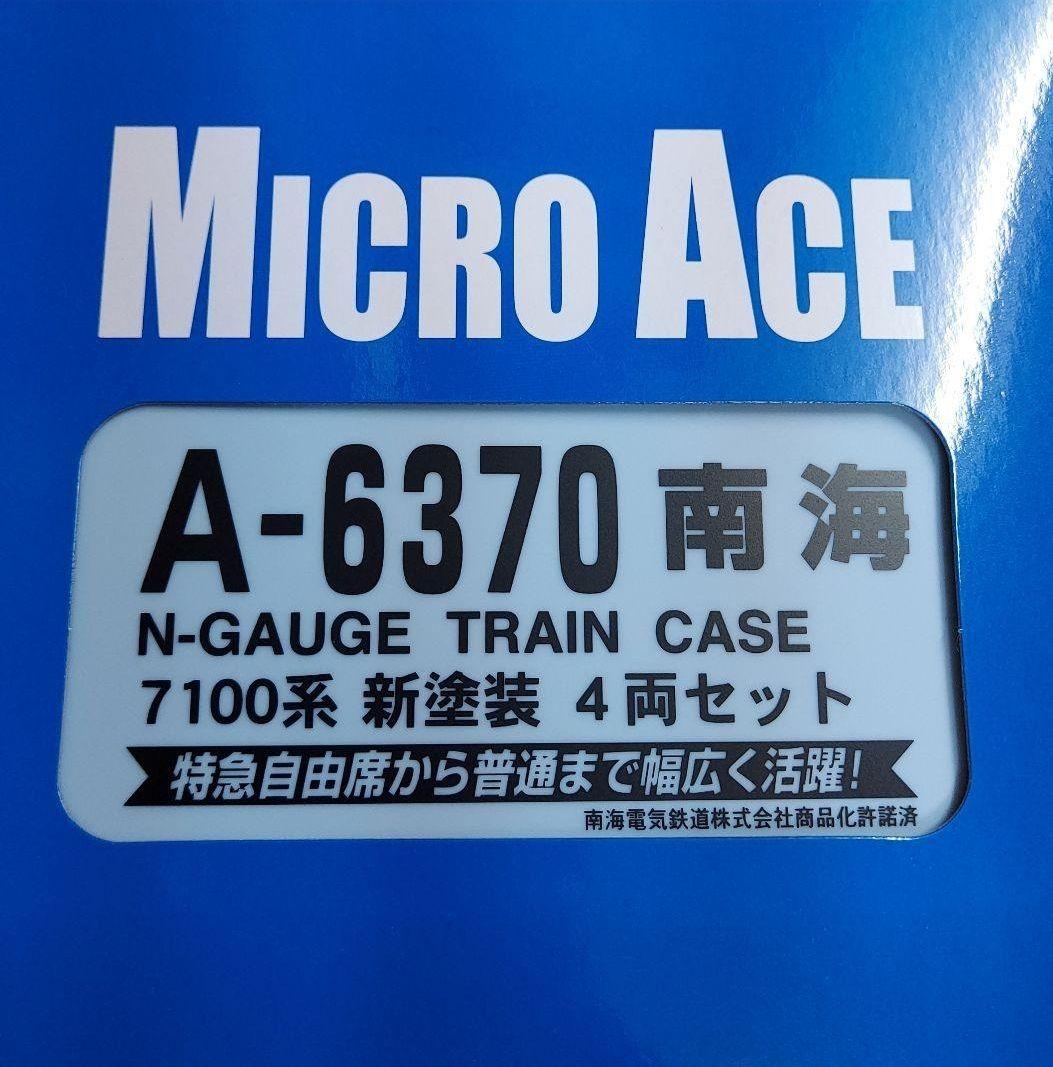 MICRO ACE
A-6370 南海
N-GAUGE TRAIN CASE
7100系 新塗装 4両セット
特急自由席から普通まで幅広く活躍!
南海電気鉄道株式会社商品化許諾済